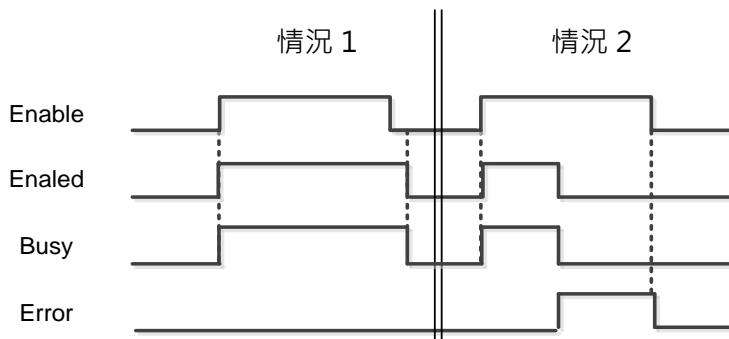 情況 1
情況 2
Enable
Enaled
Busy
Error